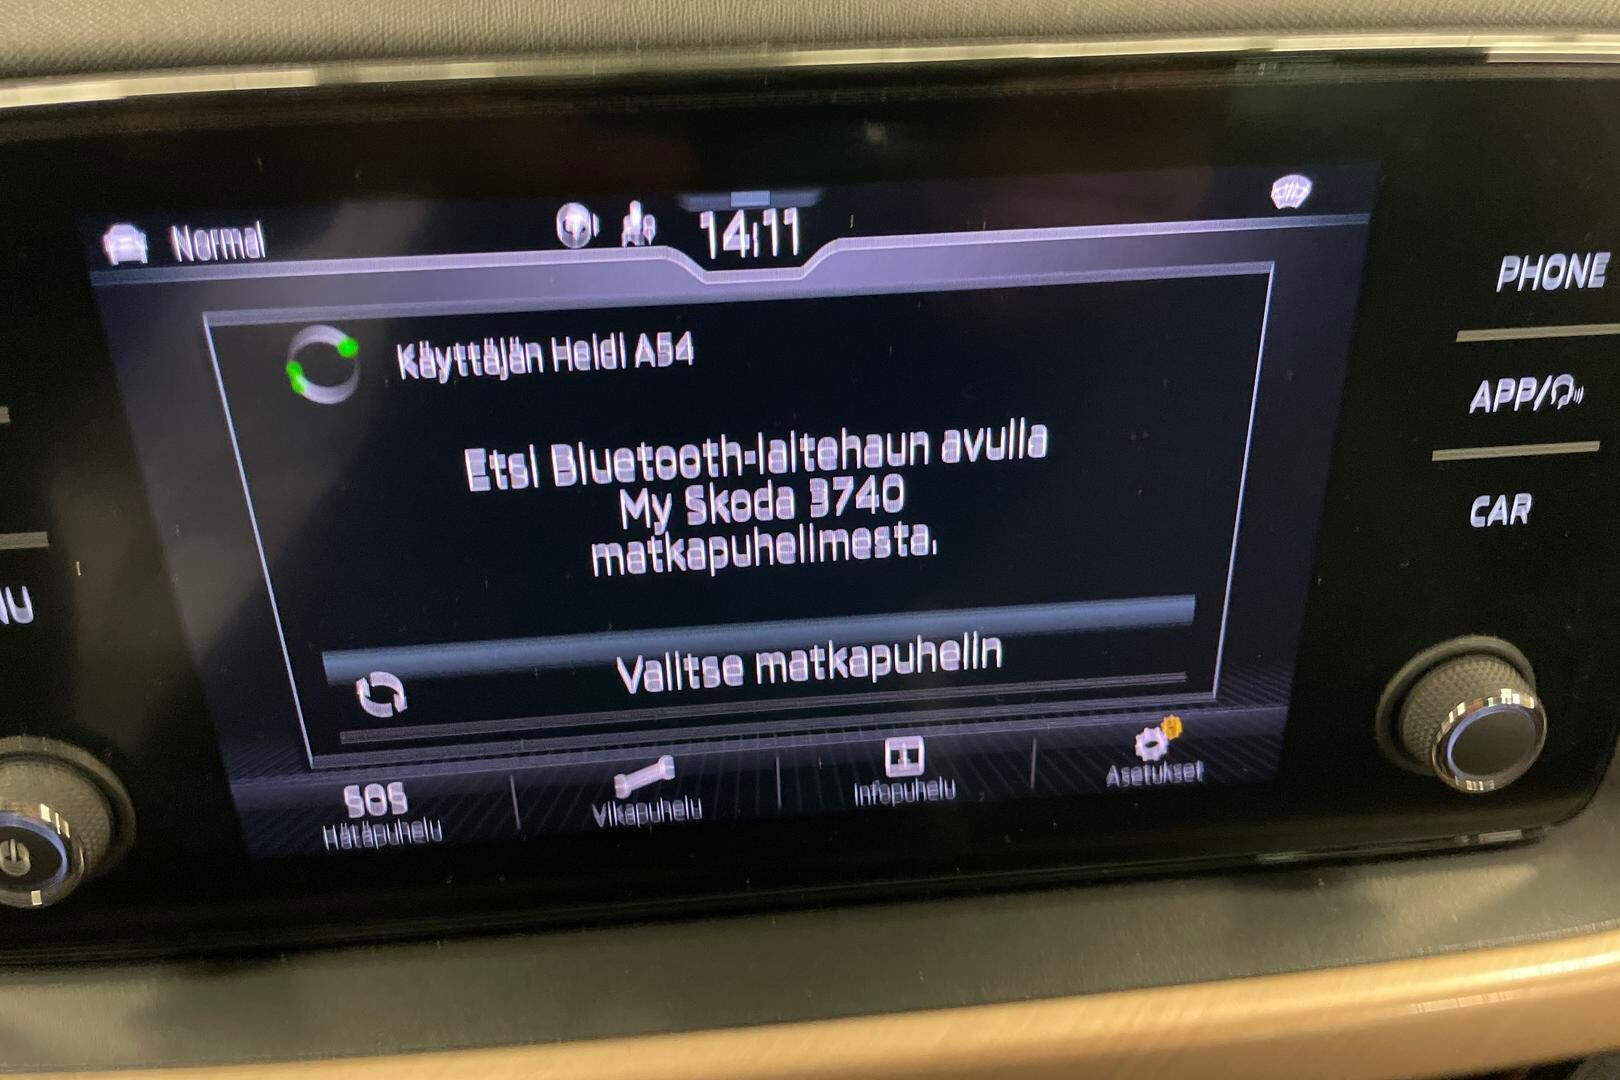 Normal
14:11
PHONE
Käyttäjän Heidi A54
APP/
Etsi Bluetooth-laitehaun avulla
My Skoda 3740
matkapuhelimesta.
CAR
NU
Valitse matkapuhelin
SOS
Hätäpuhelu
Vikapuhelu
Infopuhelu
Asetukset